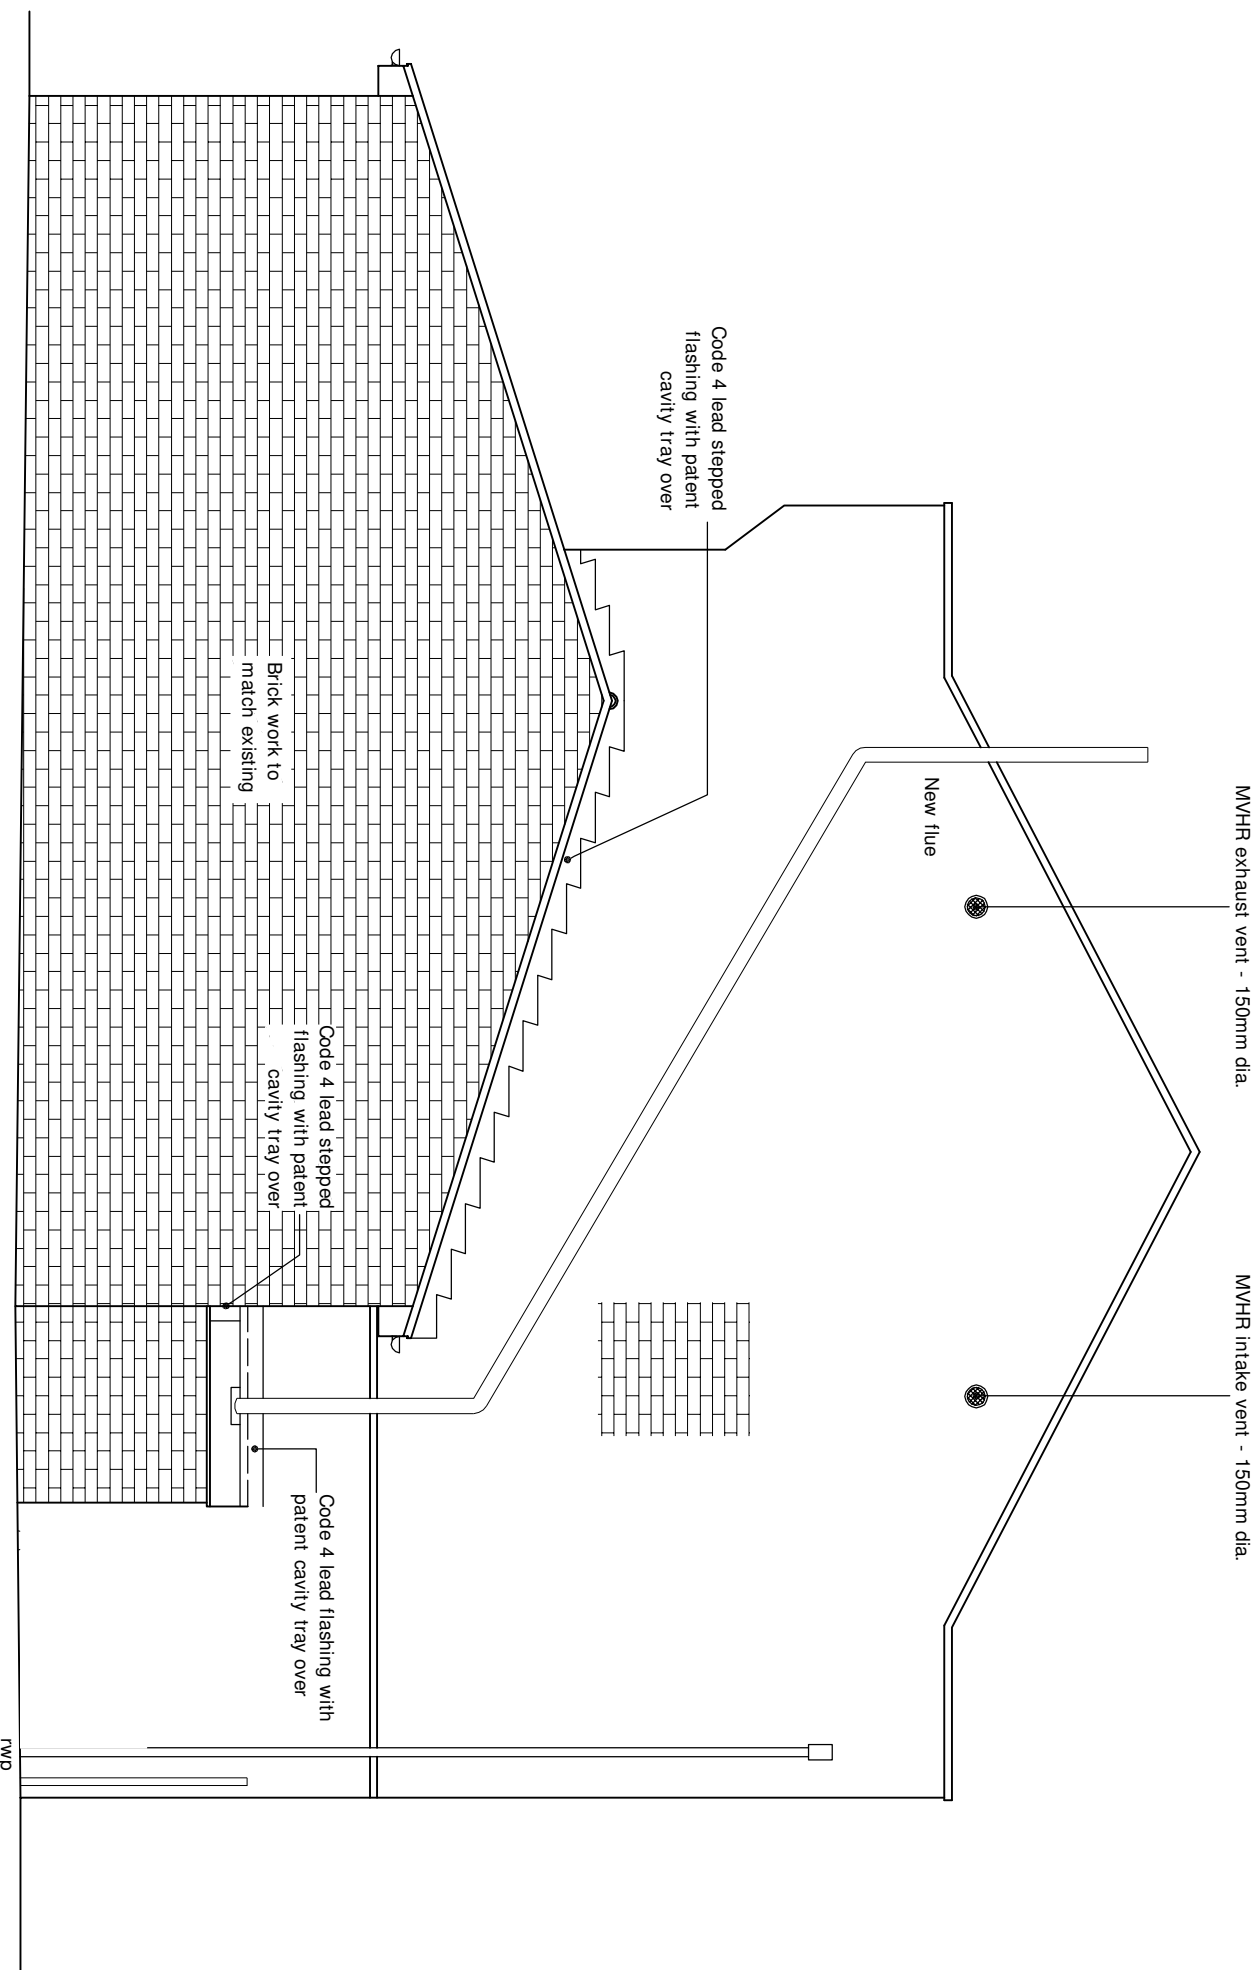 MVHR exhaust vent - 150mm dia.
MVHR intake vent - 150mm dia.
New flue
Code 4 lead stepped
flashing with patent
cavity tray over
Code 4 lead stepped
flashing with patent
cavity tray over
Code 4 lead flashing with
patent cavity tray over
Brick work to
match existing
rwp